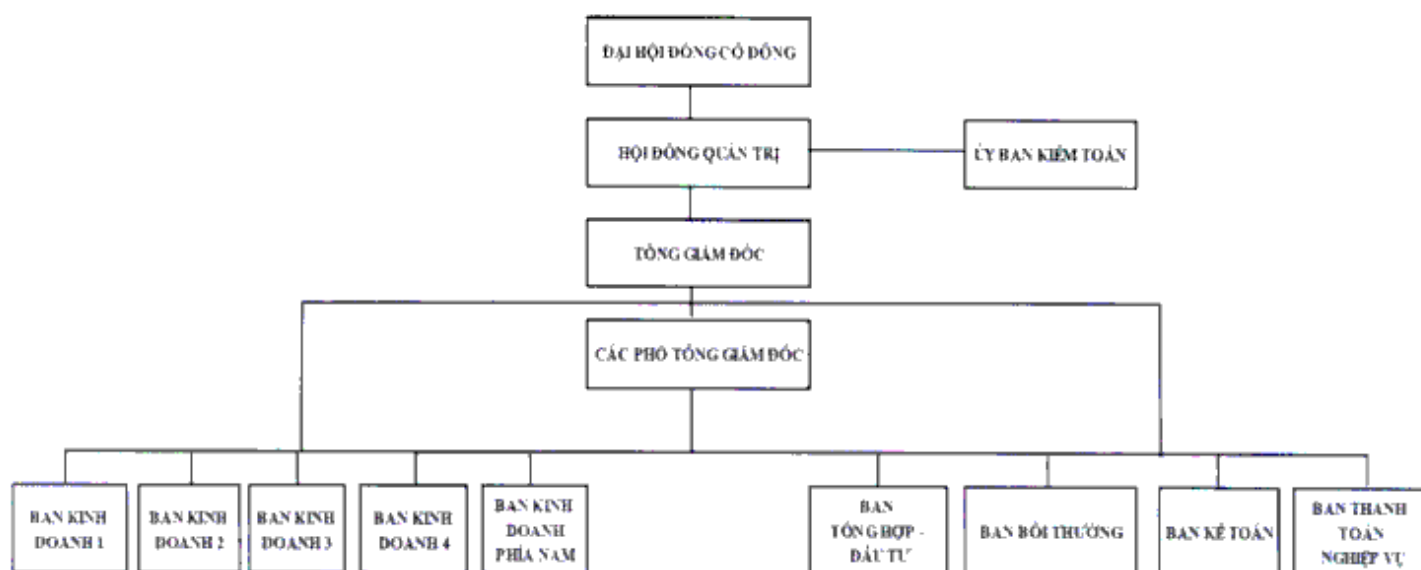 ĐẠI HỘI ĐỒNG CỔ ĐÔNG
HỘI ĐỒNG QUẢN TRỊ
ỦY BAN KIỂM TOÁN
TỔNG GIÁM ĐỐC
CÁC PHÓ TỔNG GIÁM ĐỐC
BAN KINH
DOANH 1
BAN KINH
DOANH 2
BAN KINH
DOANH 3
BAN KINH
DOANH 4
BAN KINH
DOANH
PHÍA NAM
BAN
TỔNG HỢP -
ĐẦU TƯ
BAN BỒI THƯỜNG
BAN KẾ TOÁN
BAN THANH
TOÁN
NGHIỆP VỤ